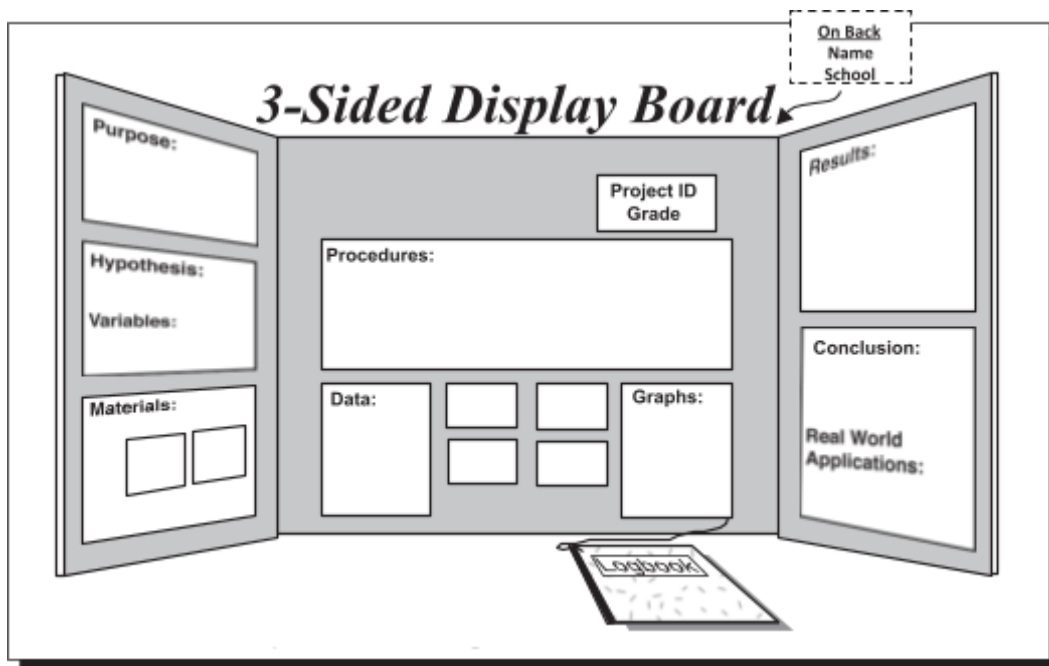 On Back
Name
School
3-Sided Display Board
Purpose:
Hypothesis:
Variables:
Materials:
Project ID
Grade
Procedures:
Data:
Graphs:
Results:
Conclusion:
Real World
Applications:
Logbook